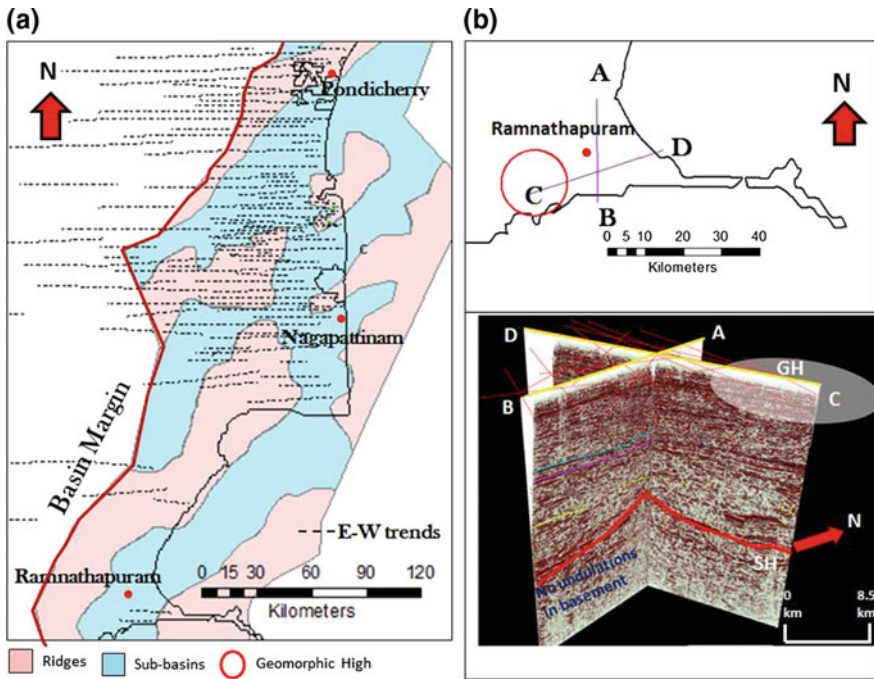 (a)
N
Pondicherry
Nagapattinam
Basin Margin
E-W trends
Ramnathapuram
0 15 30 60 90 120
Kilometers
Ridges Sub-basins Geomorphic High
(b)
A
N
Ramnathapuram
D
C
B
0 5 10 20 30 40
Kilometers
D
A
GH
B
C
N
SH
No undulations
in basement
0 8.5
km km